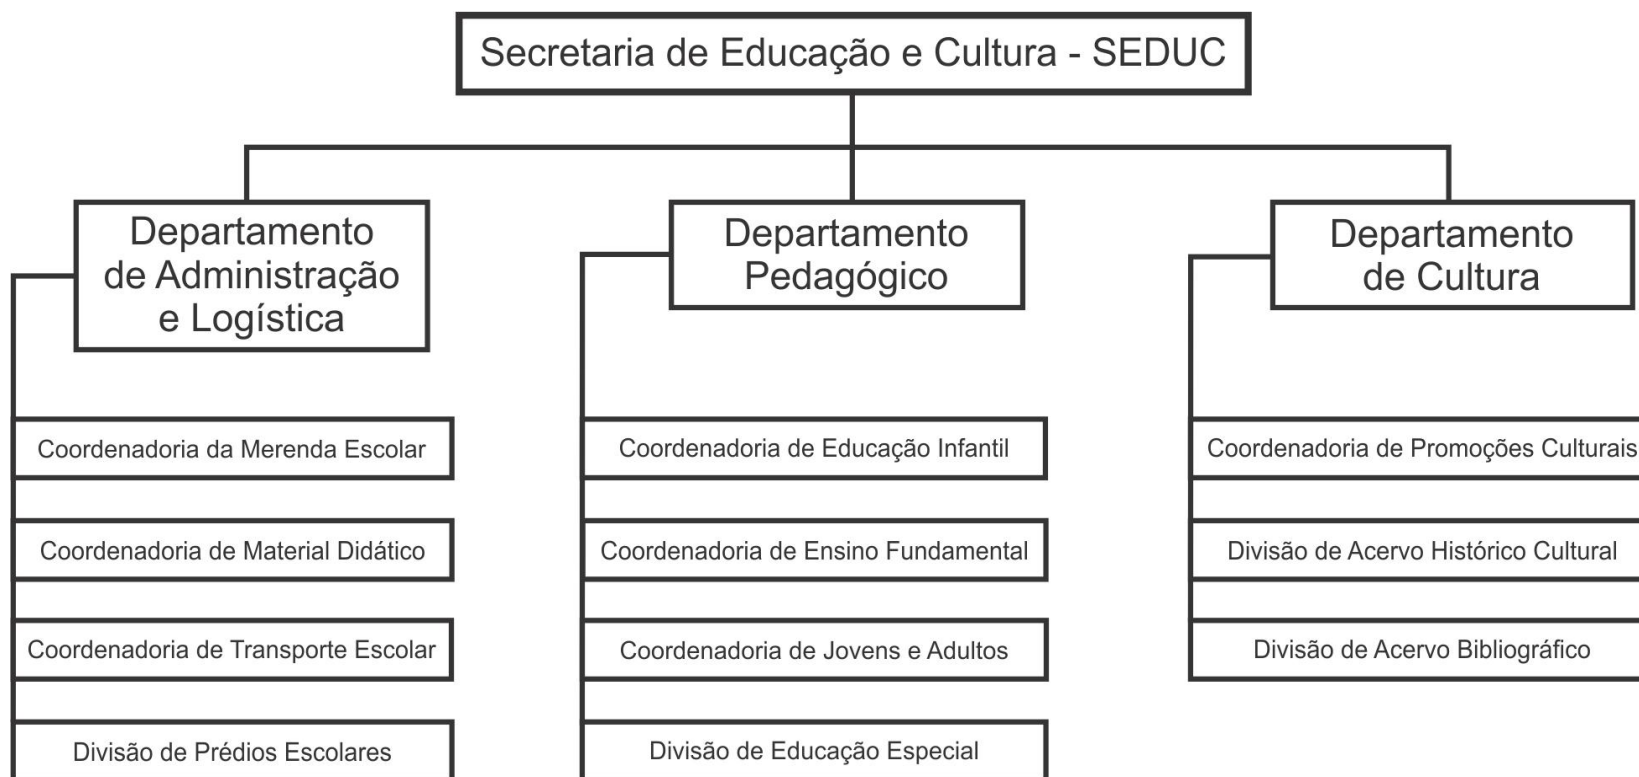 Secretaria de Educação e Cultura - SEDUC
Departamento
de Administração
e Logística
Coordenadoria da Merenda Escolar
Coordenadoria de Material Didático
Coordenadoria de Transporte Escolar
Divisão de Prédios Escolares
Departamento
Pedagógico
Coordenadoria de Educação Infantil
Coordenadoria de Ensino Fundamental
Coordenadoria de Jovens e Adultos
Divisão de Educação Especial
Departamento
de Cultura
Coordenadoria de Promoções Culturais
Divisão de Acervo Histórico Cultural
Divisão de Acervo Bibliográfico